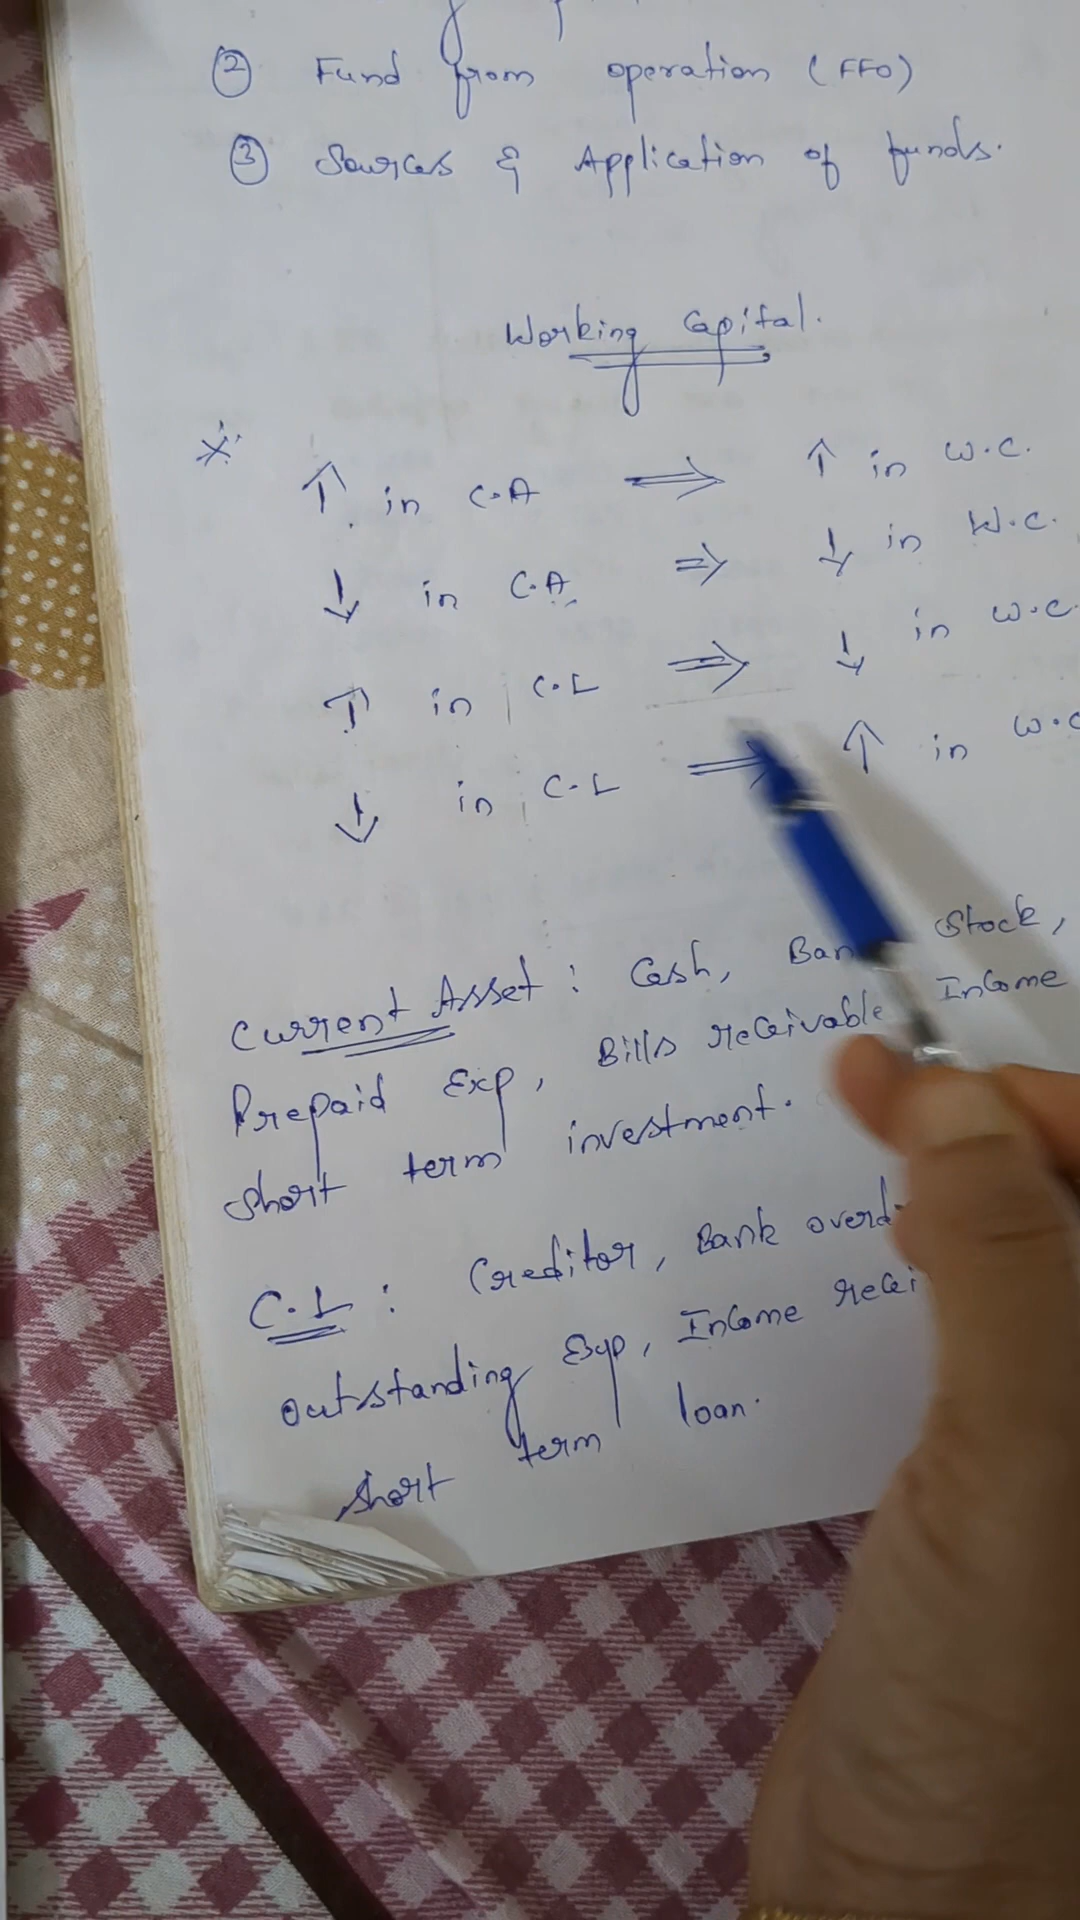 ② Fund from operation (FFO)
③ Sources & Application of funds.
Working Capital.
* ↑ in C.A ⇒ ↑ in W.C.
↓ in C.A. ⇒ ↓ in W.C.
↑ in C.L ⇒ ↓ in W.C.
↓ in C.L ⇒ ↑ in W.C
Current Asset : Cash, Stock,
Prepaid Exp, Bills receivable Income
Short term investment.
C.L : Creditor, Bank
Outstanding Exp, Income
Short term loan.